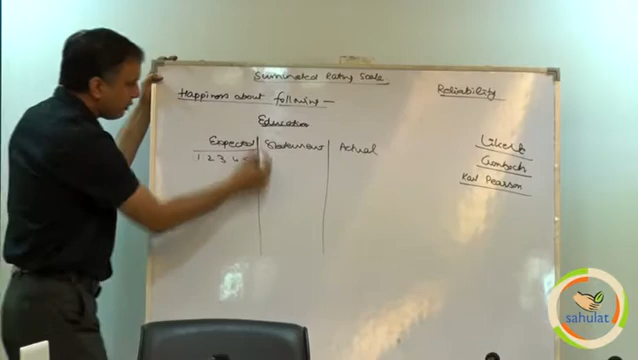 Summated Rating Scale
Happiness about following —
Reliability
Education
Expected Statement Actual
1 2 3 4 5
Likert
Cronbach
Karl Pearson
sahulat